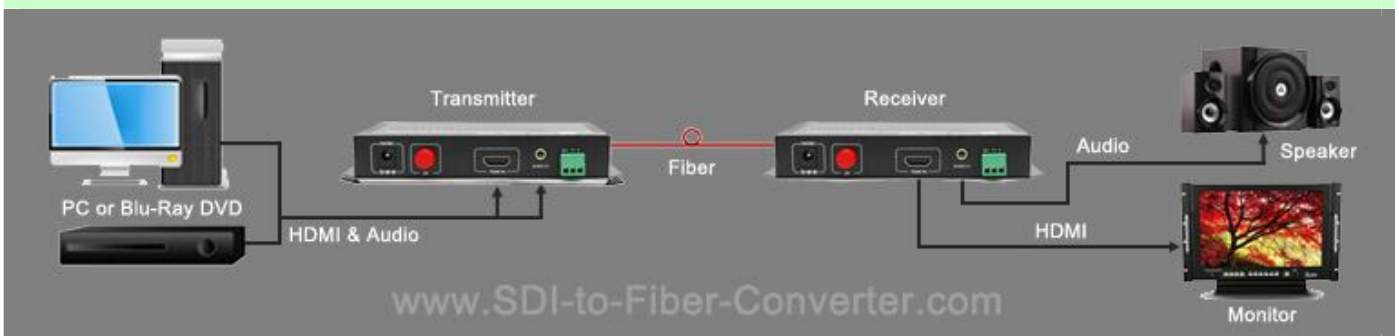 Transmitter
Receiver
Fiber
Audio
Speaker
PC or Blu-Ray DVD
HDMI & Audio
HDMI
www.SDI-to-Fiber-Converter.com
Monitor